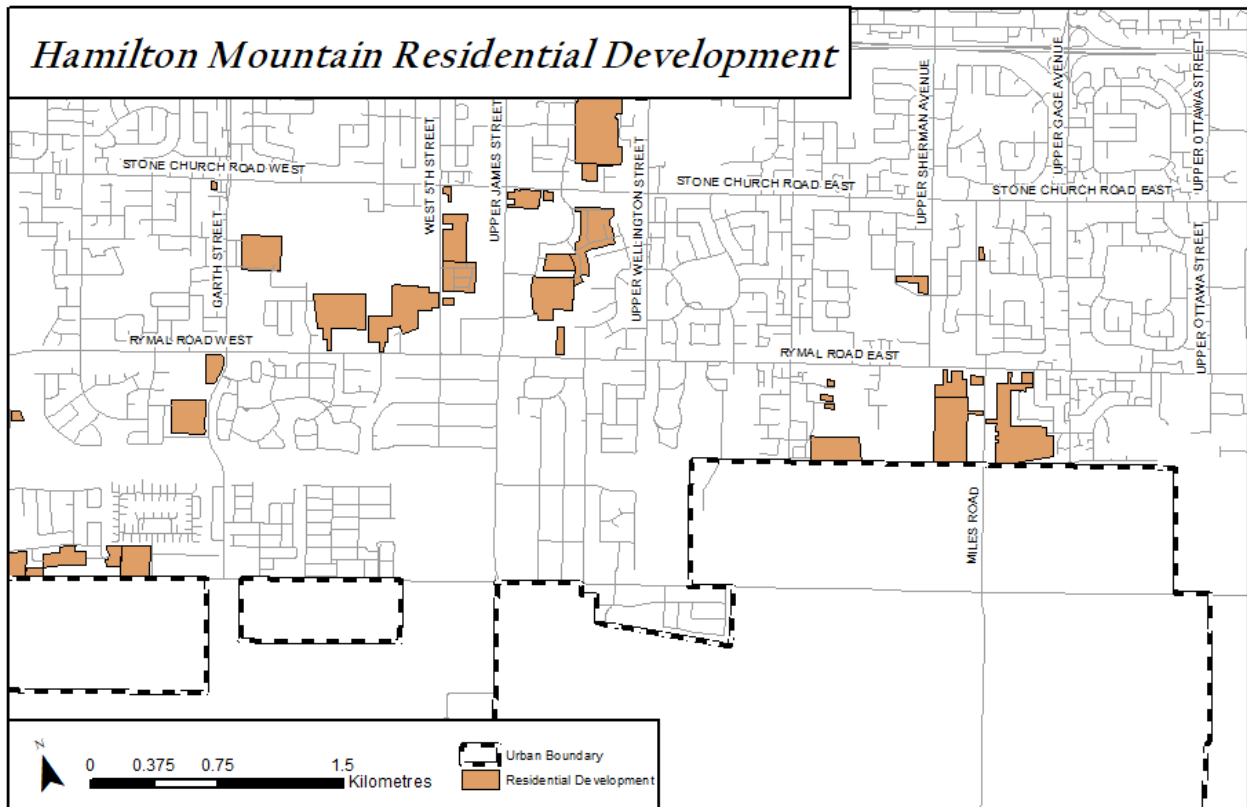 Hamilton Mountain Residential Development
STONE CHURCH ROAD WEST
STONE CHURCH ROAD EAST
STONE CHURCH ROAD EAST
GARTH STREET
WEST 5TH STREET
UPPER JAMES STREET
UPPER WELLINGTON STREET
UPPER SHERMAN AVENUE
UPPER GAGE AVENUE
UPPER OTTAWA STREET
UPPER OTTAWA STREET
RYMAL ROAD WEST
RYMAL ROAD EAST
MILES ROAD
N
0 0.375 0.75 1.5
Kilometres
Urban Boundary
Residential Development